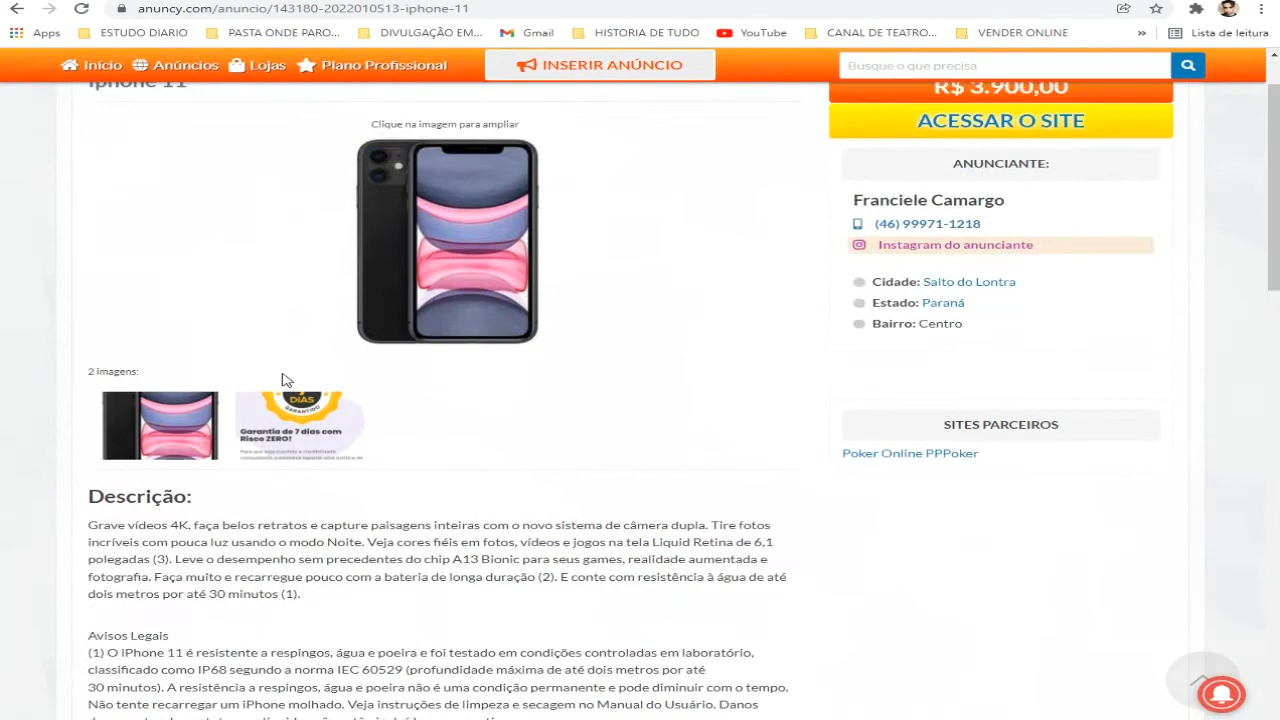 anuncy.com/anuncio/143180-2022010513-iphone-11
Apps
ESTUDO DIARIO
PASTA ONDE PARO...
DIVULGAÇÃO EM...
Gmail
HISTORIA DE TUDO
YouTube
CANAL DE TEATRO...
VENDER ONLINE
»
Lista de leitura
Início
Anúncios
Lojas
Plano Profissional
INSERIR ANÚNCIO
Busque o que precisa
Iphone 11
Clique na imagem para ampliar
2 imagens:
DIAS
GARANTIDO
Garantia de 7 dias com
Risco ZERO!
Descrição:
Grave vídeos 4K, faça belos retratos e capture paisagens inteiras com o novo sistema de câmera dupla. Tire fotos
incríveis com pouca luz usando o modo Noite. Veja cores fiéis em fotos, vídeos e jogos na tela Liquid Retina de 6,1
polegadas (3). Leve o desempenho sem precedentes do chip A13 Bionic para seus games, realidade aumentada e
fotografia. Faça muito e recarregue pouco com a bateria de longa duração (2). E conte com resistência à água de até
dois metros por até 30 minutos (1).
Avisos Legais
(1) O iPhone 11 é resistente a respingos, água e poeira e foi testado em condições controladas em laboratório,
classificado como IP68 segundo a norma IEC 60529 (profundidade máxima de até dois metros por até
30 minutos). A resistência a respingos, água e poeira não é uma condição permanente e pode diminuir com o tempo.
Não tente recarregar um iPhone molhado. Veja instruções de limpeza e secagem no Manual do Usuário. Danos
R$ 3.900,00
ACESSAR O SITE
ANUNCIANTE:
Franciele Camargo
(46) 99971-1218
Instagram do anunciante
Cidade: Salto do Lontra
Estado: Paraná
Bairro: Centro
SITES PARCEIROS
Poker Online PPPoker